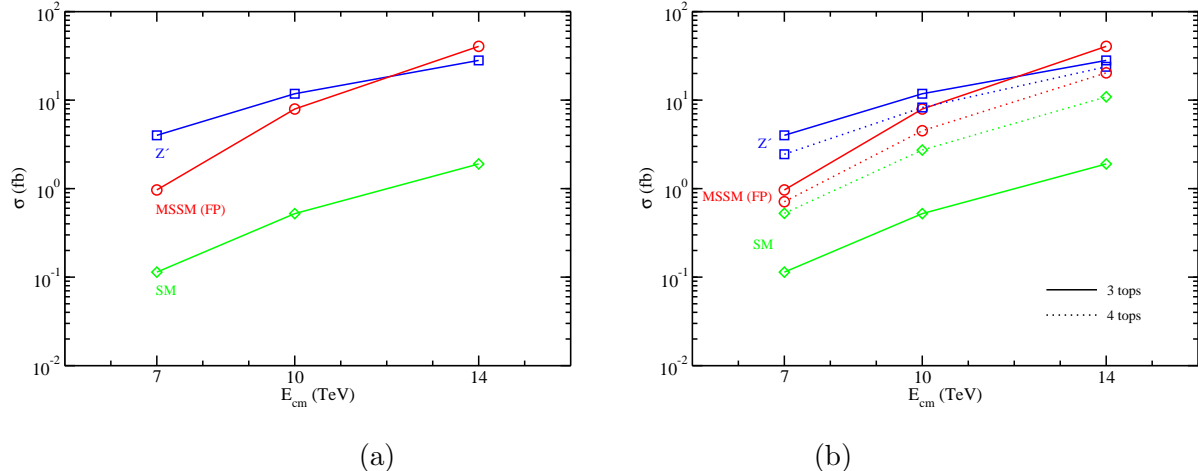 10^2
10^1
10^0
10^-1
10^-2
σ (fb)
Z´
MSSM (FP)
SM
7
10
14
E_cm (TeV)
(a)
10^2
10^1
10^0
10^-1
10^-2
σ (fb)
Z´
MSSM (FP)
SM
3 tops
4 tops
7
10
14
E_cm (TeV)
(b)